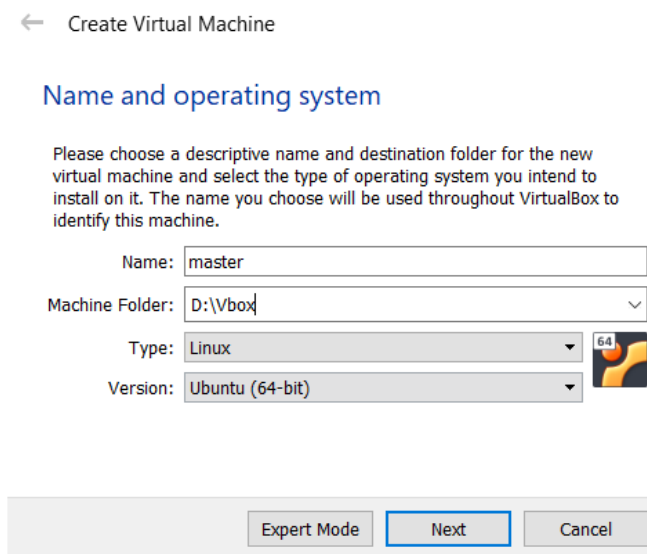 ← Create Virtual Machine
Name and operating system
Please choose a descriptive name and destination folder for the new
virtual machine and select the type of operating system you intend to
install on it. The name you choose will be used throughout VirtualBox to
identify this machine.
Name: master
Machine Folder: D:\Vbox
Type: Linux
64
Version: Ubuntu (64-bit)
Expert Mode Next Cancel